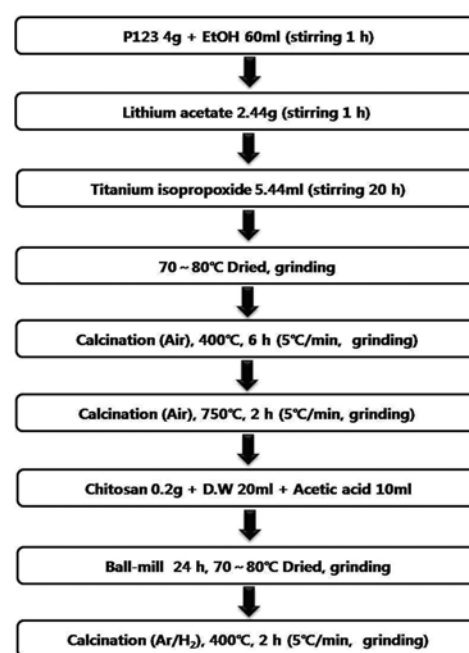 P123 4g + EtOH 60ml (stirring 1 h)
Lithium acetate 2.44g (stirring 1 h)
Titanium isopropoxide 5.44ml (stirring 20 h)
70 ~ 80℃ Dried, grinding
Calcination (Air), 400℃, 6 h (5℃/min, grinding)
Calcination (Air), 750℃, 2 h (5℃/min, grinding)
Chitosan 0.2g + D.W 20ml + Acetic acid 10ml
Ball-mill 24 h, 70 ~ 80℃ Dried, grinding
Calcination (Ar/H₂), 400℃, 2 h (5℃/min, grinding)